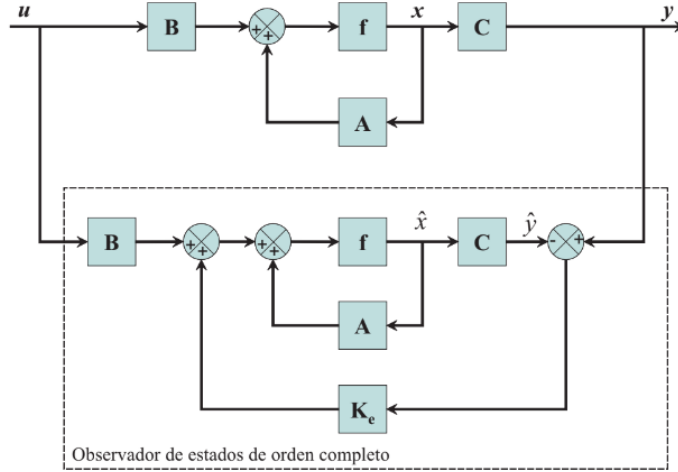 u
B
+
+
f
x
C
y
A
B
+
+
+
+
f
x̂
C
ŷ
-
+
A
Ke
Observador de estados de orden completo